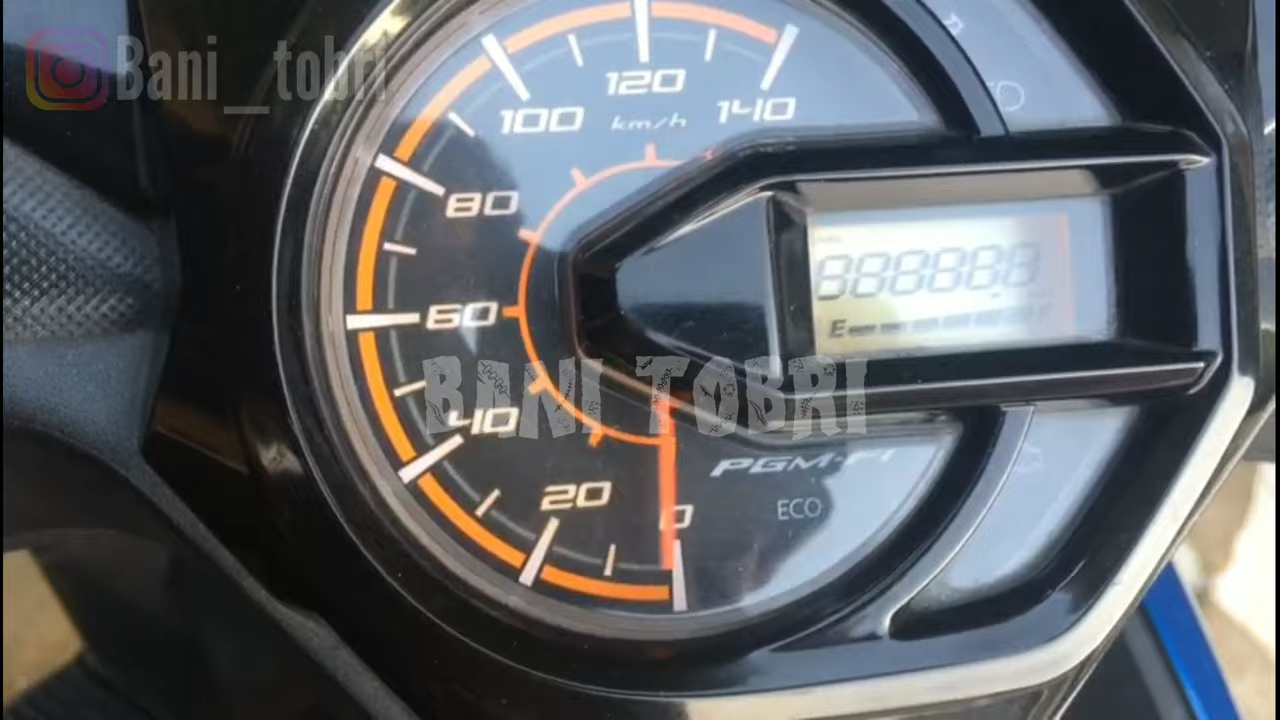 Bani_tobri
120
100
140
km/h
80
888888
60
E
F
BANI TOBRI
40
PGM-FI
20
0
ECO